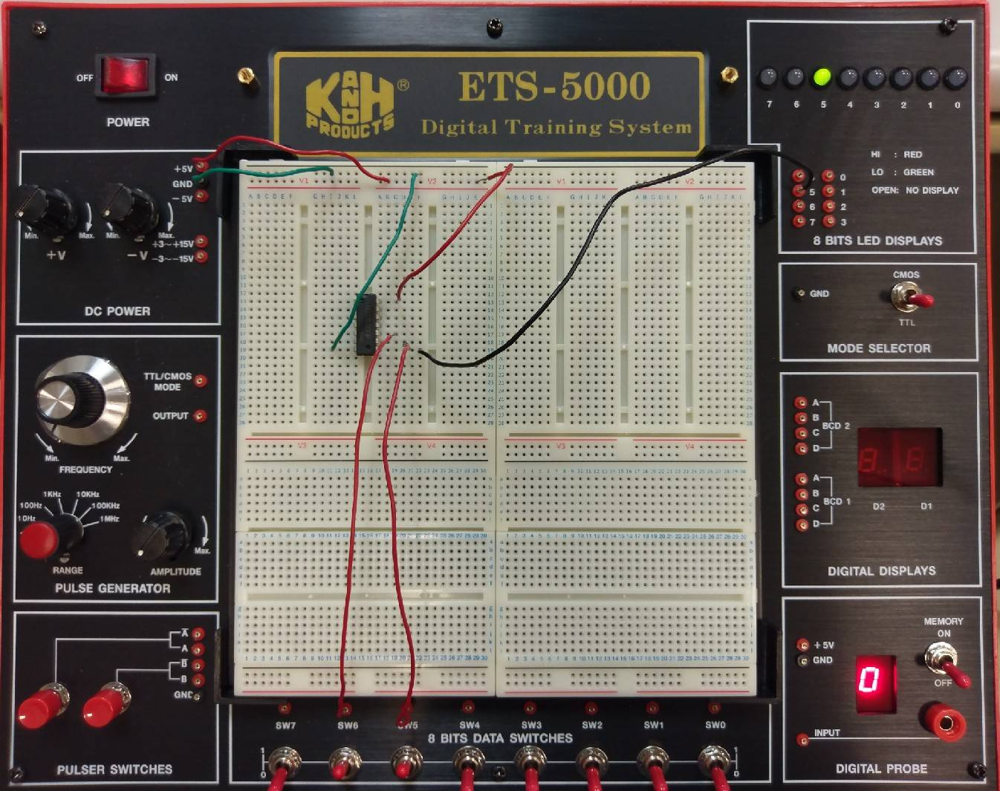 OFF ON
POWER
K AND H ®
PRODUCTS
ETS-5000
Digital Training System
7 6 5 4 3 2 1 0
HI : RED
LO : GREEN
OPEN: NO DISPLAY
0
5 1
6 2
7 3
8 BITS LED DISPLAYS
+5V
GND
-5V
Min. Max. Min. Max.
+V -V
+3~+15V
-3~-15V
DC POWER
V1 V2 V1 V2
CMOS
GND
TTL
MODE SELECTOR
TTL/CMOS
MODE
OUTPUT
Min. Max.
FREQUENCY
1KHz 10KHz
100Hz 100KHz
10Hz 1MHz
RANGE
Max.
AMPLITUDE
PULSE GENERATOR
V3 V4 V3 V4
A
B
C
D
BCD 2
A
B
C
D
BCD 1
D2 D1
DIGITAL DISPLAYS
A
A
B
B
GND
PULSER SWITCHES
SW7 SW6 SW5 SW4 SW3 SW2 SW1 SW0
8 BITS DATA SWITCHES
1 1
0 0
MEMORY
ON
OFF
+5V
GND
0
INPUT
DIGITAL PROBE